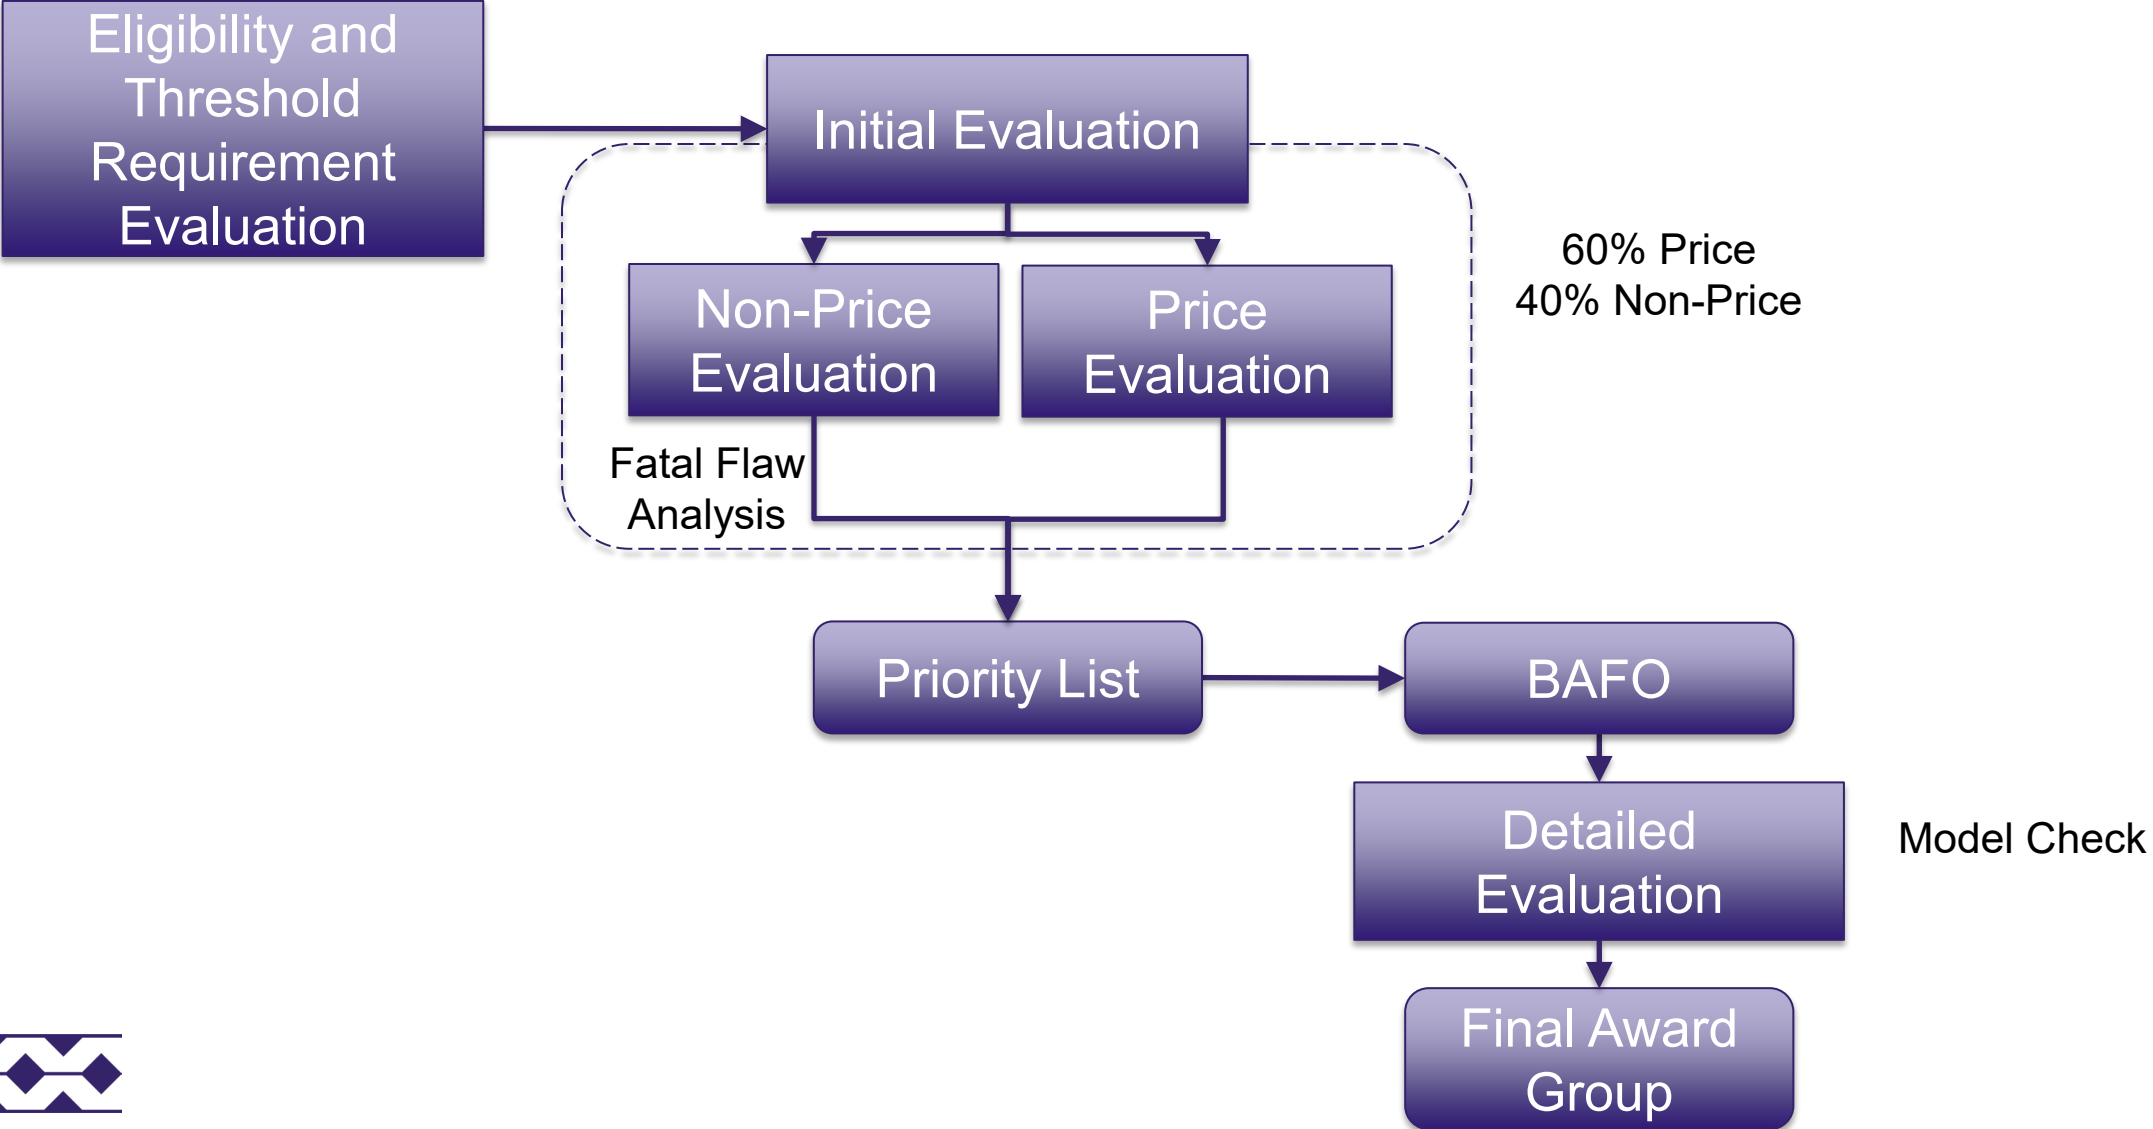 Eligibility and
Threshold
Requirement
Evaluation
Initial Evaluation
60% Price
40% Non-Price
Non-Price
Evaluation
Price
Evaluation
Fatal Flaw
Analysis
Priority List
BAFO
Detailed
Evaluation
Model Check
Final Award
Group